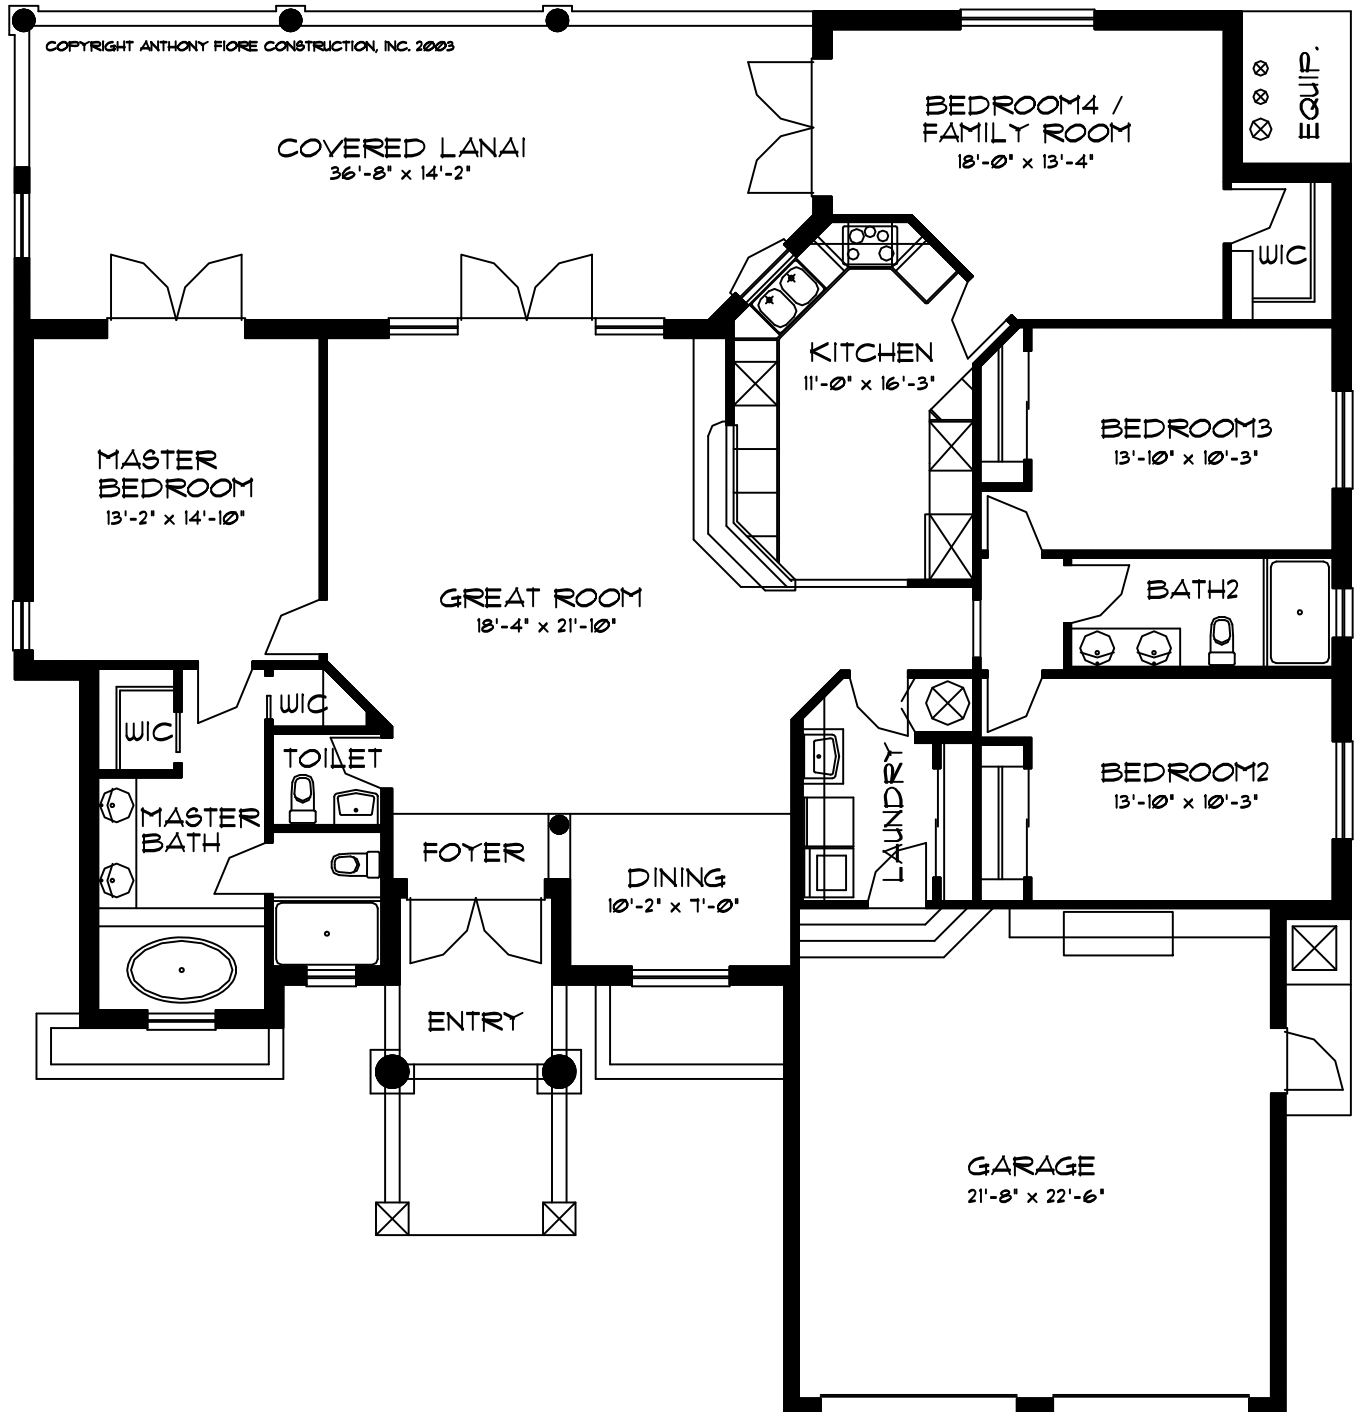 COPYRIGHT ANTHONY FIORE CONSTRUCTION, INC. 2003
COVERED LANAI
36'-8" x 14'-2"
BEDROOM4 /
FAMILY ROOM
18'-0" x 13'-4"
EQUIP.
WIC
KITCHEN
11'-0" x 16'-3"
BEDROOM3
13'-10" x 10'-3"
MASTER
BEDROOM
13'-2" x 14'-10"
GREAT ROOM
18'-4" x 21'-10"
BATH2
WIC
WIC
TOILET
MASTER
BATH
LAUNDRY
BEDROOM2
13'-10" x 10'-3"
FOYER
DINING
10'-2" x 7'-0"
ENTRY
GARAGE
21'-8" x 22'-6"